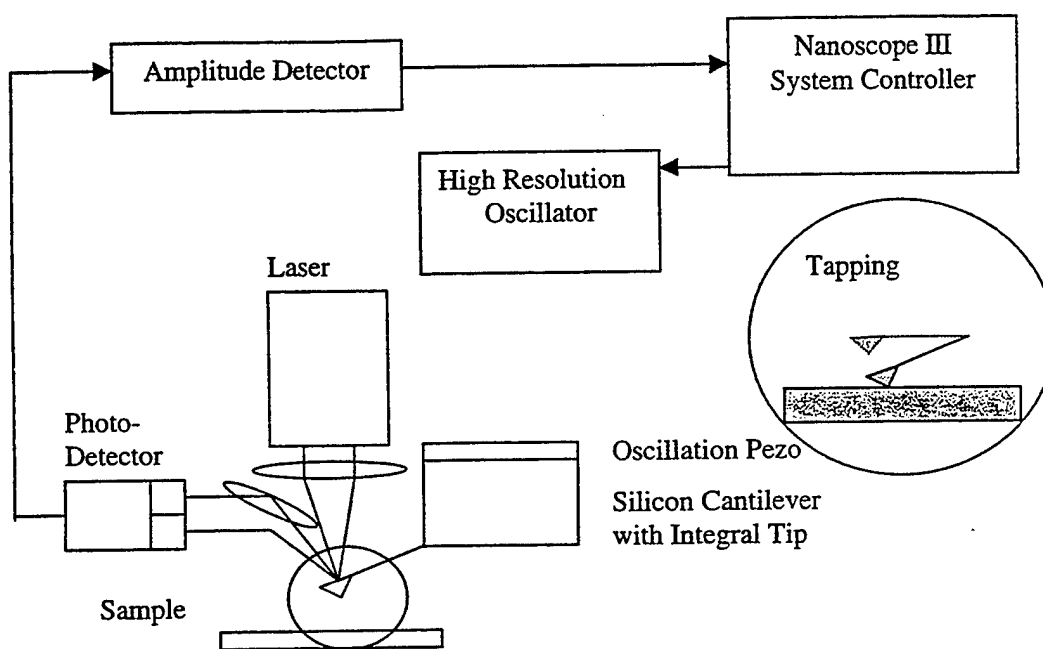 Amplitude Detector
Nanoscope III
System Controller
High Resolution
Oscillator
Laser
Tapping
Photo-
Detector
Oscillation Pezo
Silicon Cantilever
with Integral Tip
Sample